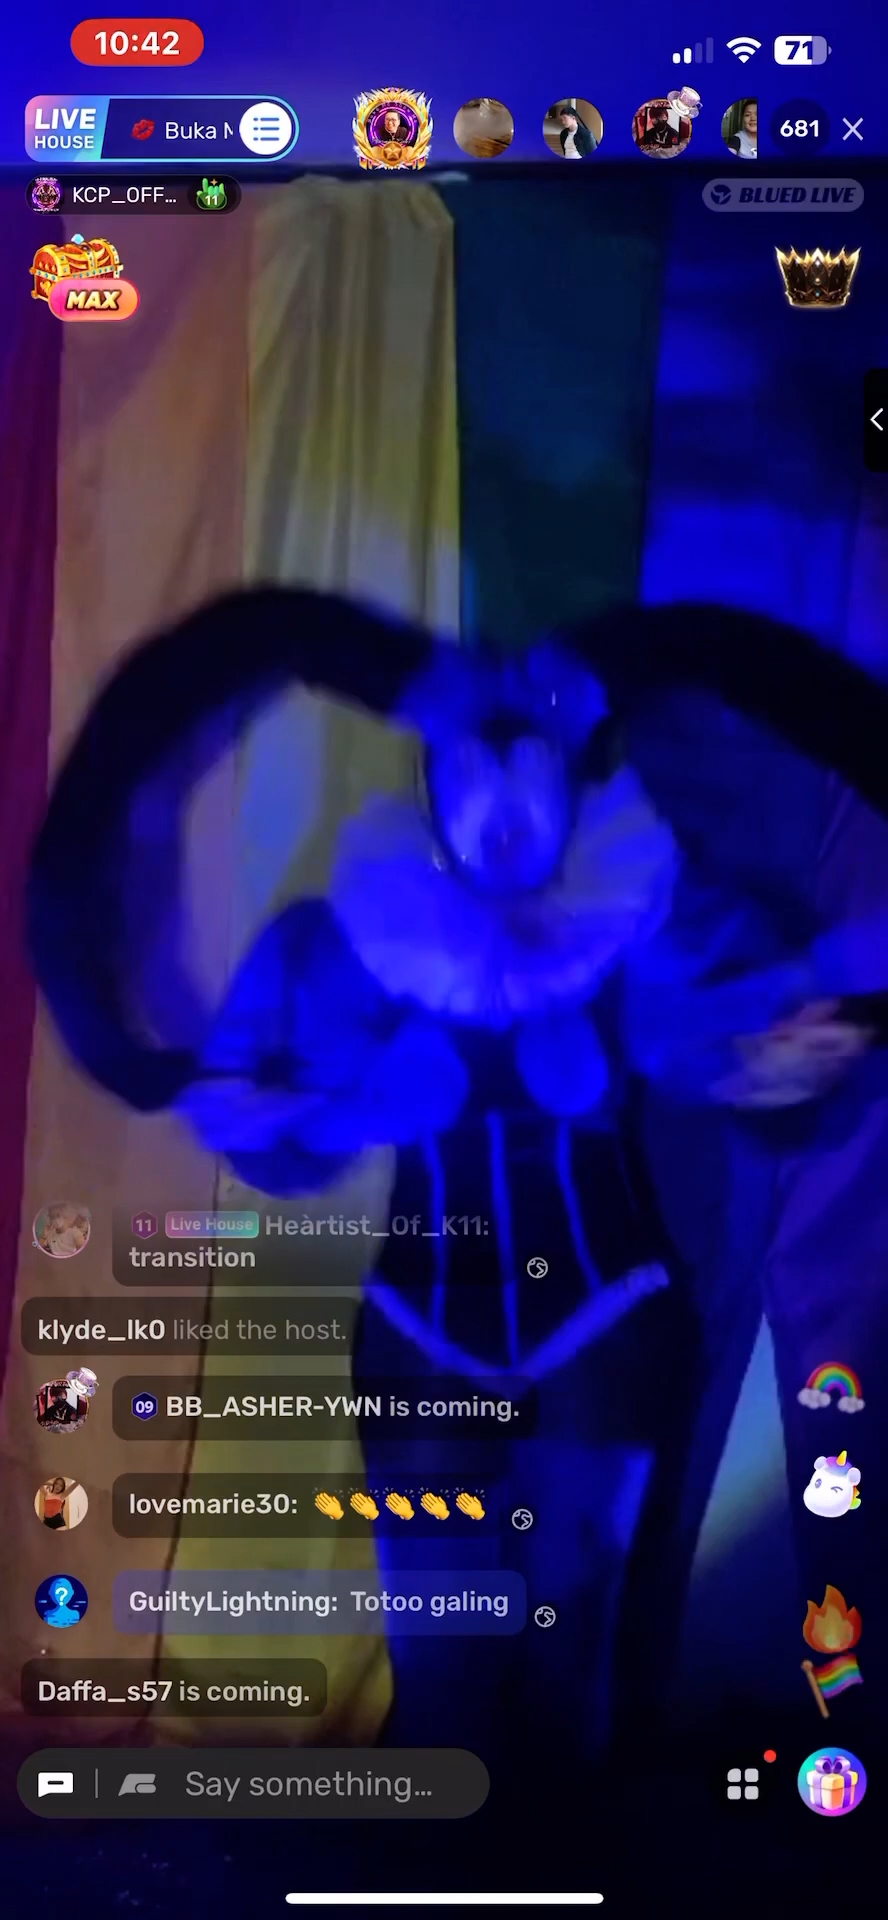 10:42
71
LIVE
HOUSE
💋 Buka
681
KCP_OFF...
11
BLUED LIVE
MAX
11 Live House Heàrtist_Of_K11:
transition
klyde_lk0 liked the host.
09 BB_ASHER-YWN is coming.
lovemarie30: 👏👏👏👏👏
GuiltyLightning: Totoo galing
Daffa_s57 is coming.
Say something...